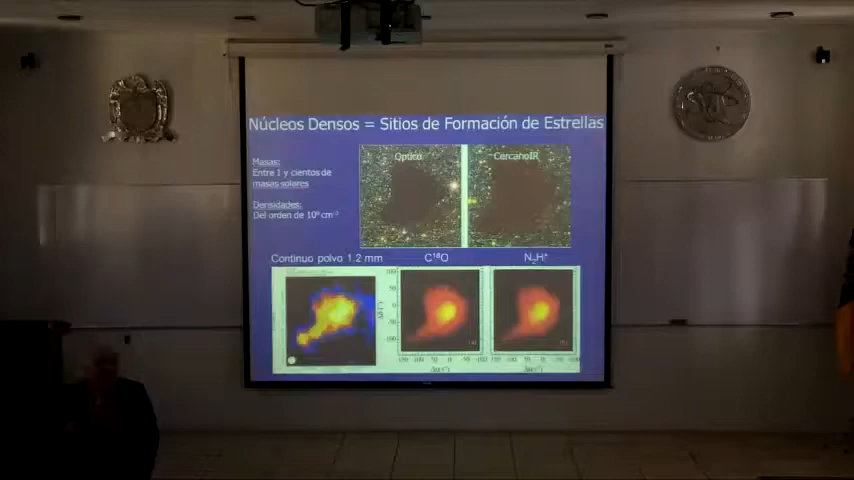 Núcleos Densos = Sitios de Formación de Estrellas
Masas:
Entre 1 y cientos de
masas solares
Densidades:
Del orden de cm⁻³
Optico
CercanoIR
Continuo polvo 1.2 mm
C¹⁸O
N₂H⁺